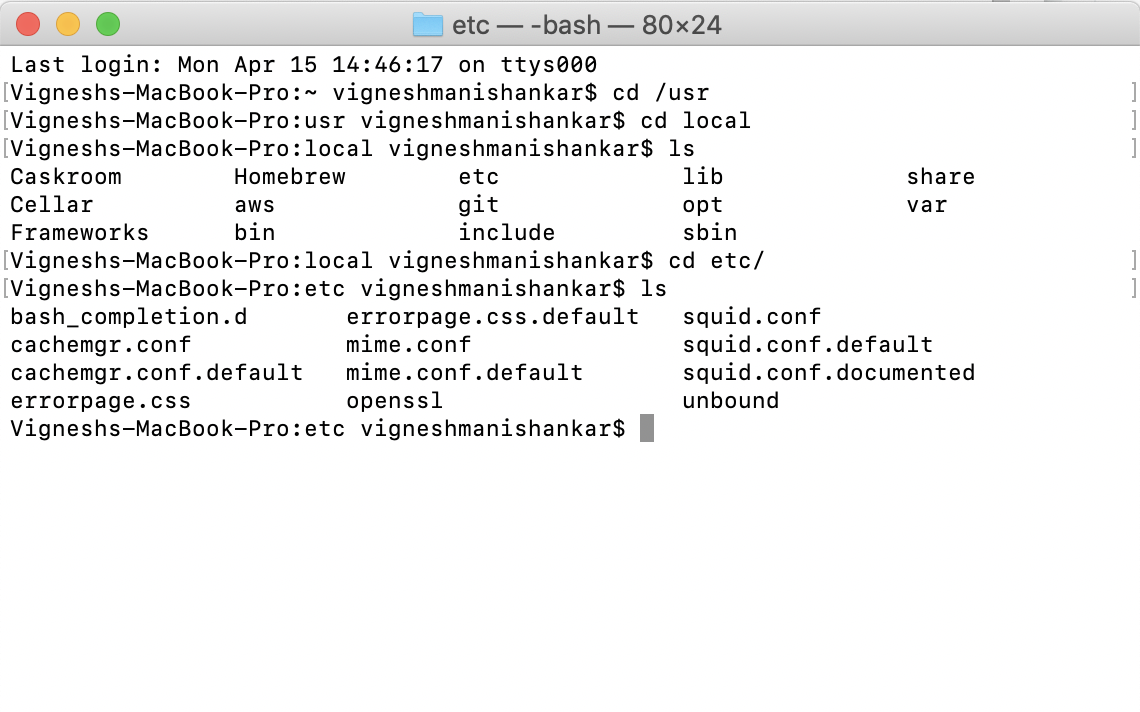 etc — -bash — 80×24
Last login: Mon Apr 15 14:46:17 on ttys000
[Vigneshs-MacBook-Pro:~ vigneshmanishankar$ cd /usr ]
[Vigneshs-MacBook-Pro:usr vigneshmanishankar$ cd local ]
[Vigneshs-MacBook-Pro:local vigneshmanishankar$ ls ]
Caskroom Homebrew etc lib share
Cellar aws git opt var
Frameworks bin include sbin
[Vigneshs-MacBook-Pro:local vigneshmanishankar$ cd etc/ ]
[Vigneshs-MacBook-Pro:etc vigneshmanishankar$ ls ]
bash_completion.d errorpage.css.default squid.conf
cachemgr.conf mime.conf squid.conf.default
cachemgr.conf.default mime.conf.default squid.conf.documented
errorpage.css openssl unbound
Vigneshs-MacBook-Pro:etc vigneshmanishankar$